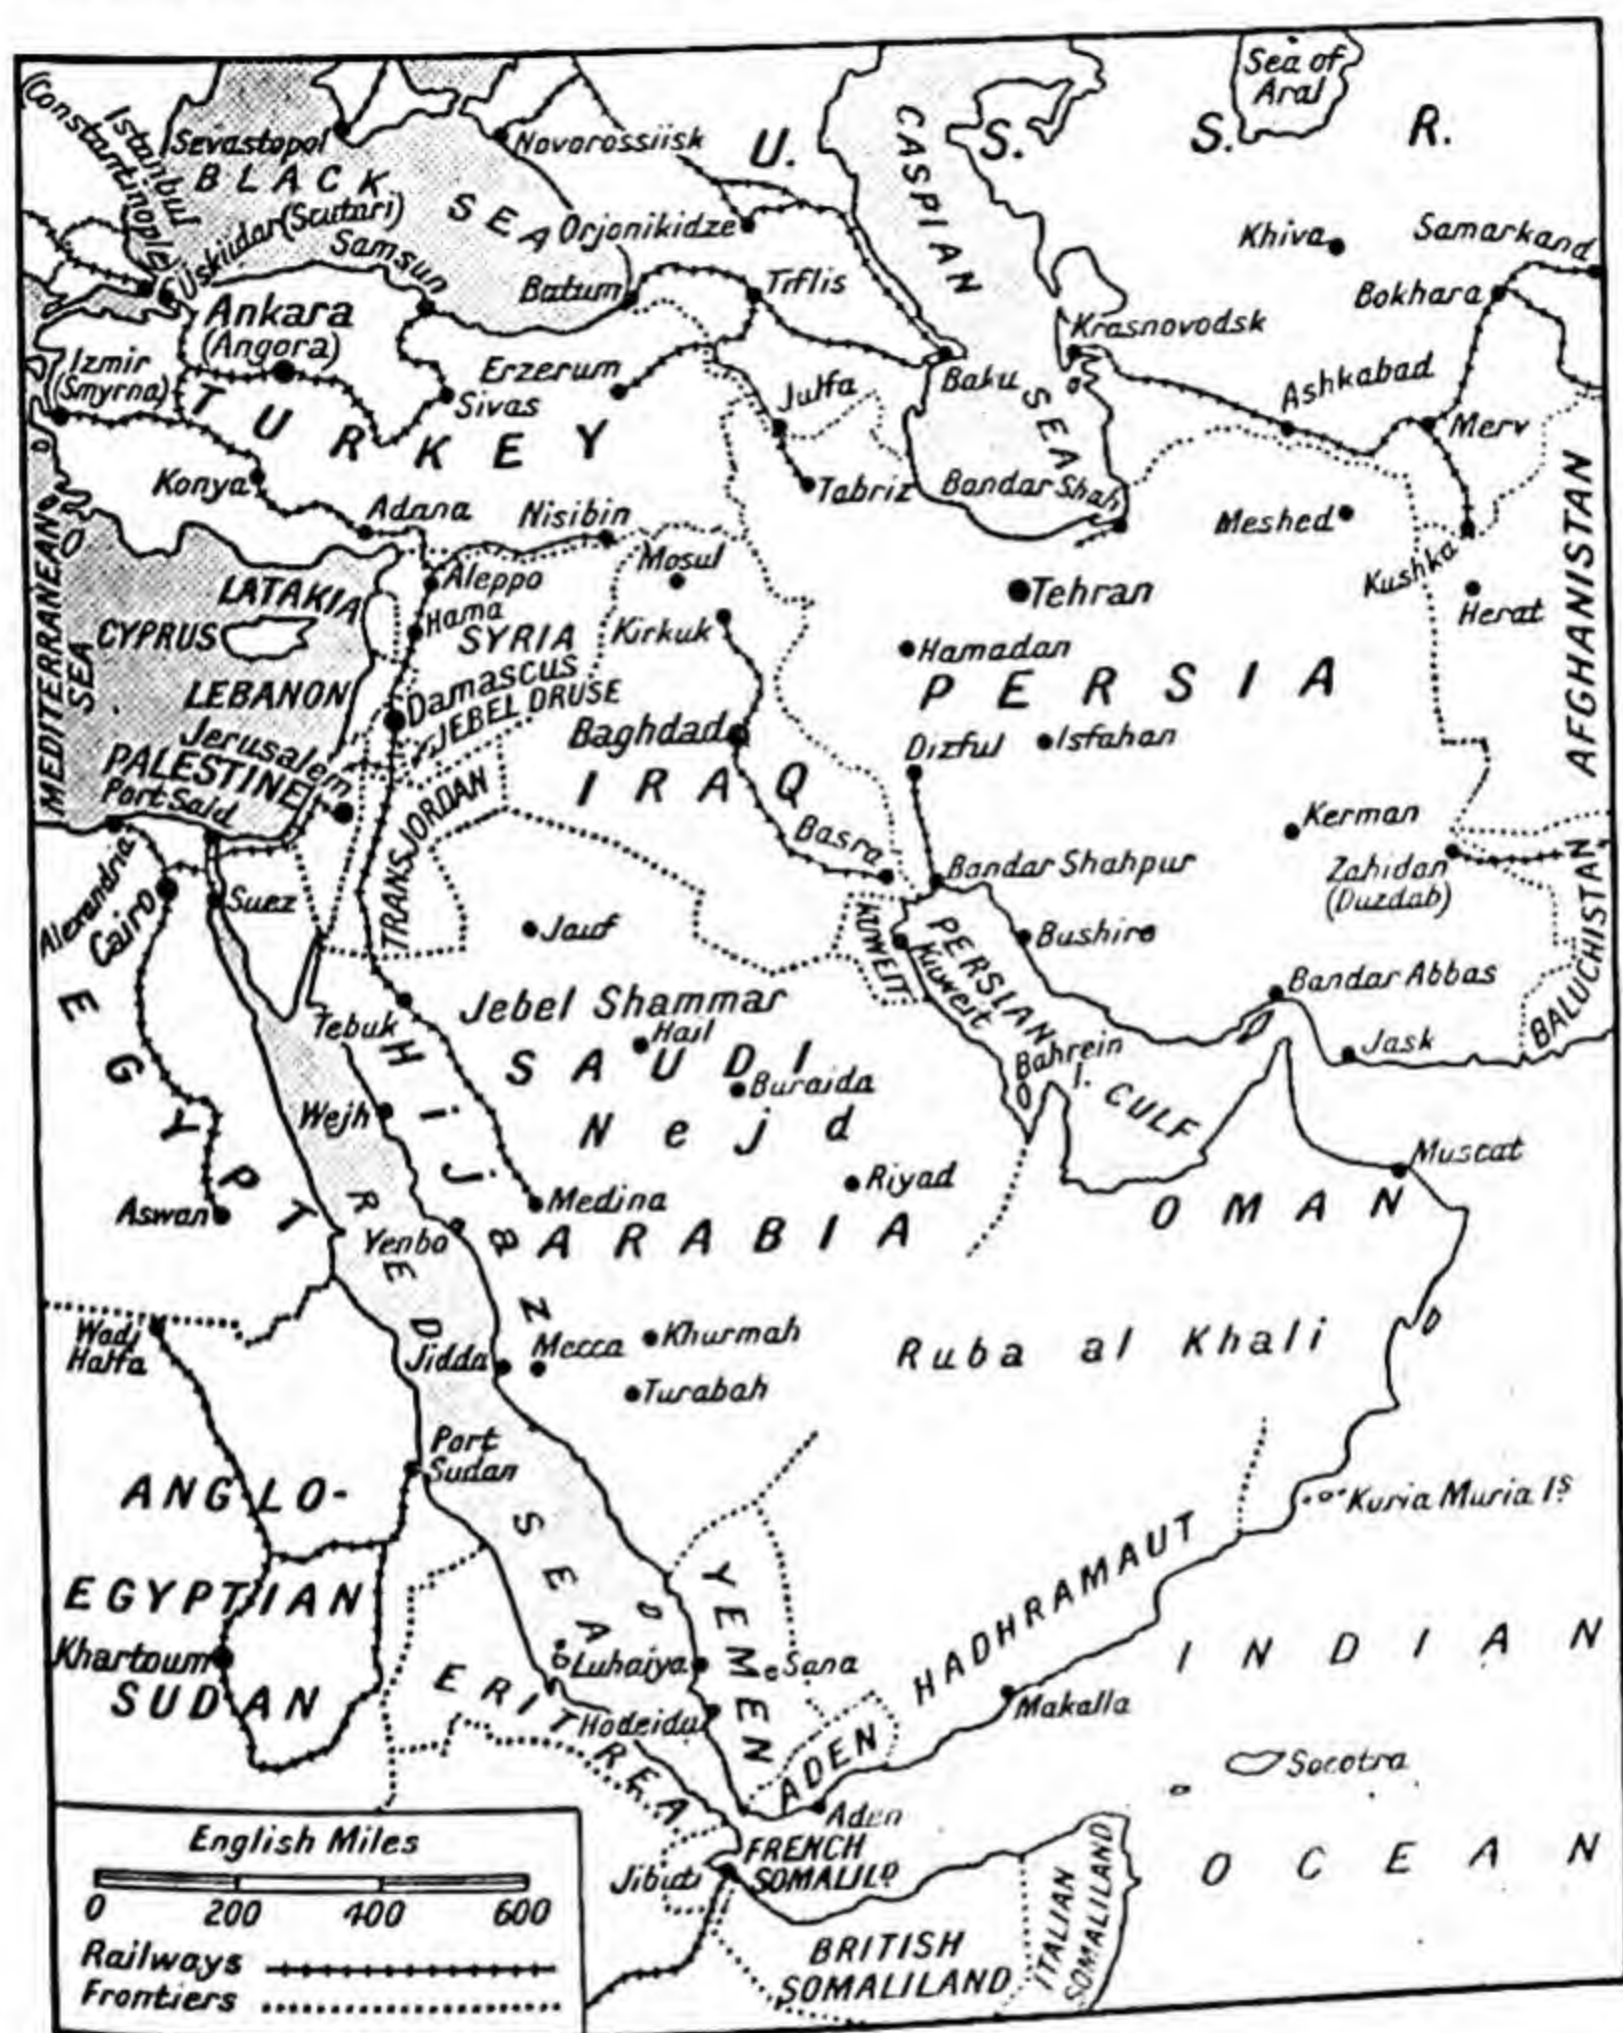 Sea of
Aral
U. S. S. R.
(Constantinople)
Istanbul
Sevastopol
Novorossiisk
BLACK
SEA
CASPIAN
SEA
Uskiudar (Scutari)
Samsun
Orjonikidze
Khiva
Samarkand
Batum
Tiflis
Bokhara
Ankara
(Angora)
Krasnovodsk
Izmir
(Smyrna)
Erzerum
Sivas
Julfa
Baku
Ashkabad
Merv
TURKEY
Konya
Adana
Nisibin
Tabriz
Bandar Shah
Meshed
Kushka
AFGHANISTAN
MEDITERRANEAN
SEA
LATAKIA
Aleppo
Mosul
Tehran
Herat
CYPRUS
Hama
SYRIA
Kirkuk
Hamadan
PERSIA
LEBANON
Damascus
JEBEL DRUSE
Baghdad
Dizful
Isfahan
Jerusalem
PALESTINE
Port Said
TRANSJORDAN
IRAQ
Basra
Kerman
Alexandria
Cairo
Suez
Bandar Shahpur
Zahidan
(Duzdab)
BALUCHISTAN
Jauf
KUWEIT
Kuweit
PERSIAN
GULF
Bushire
Bandar Abbas
EGYPT
Tebuk
Jebel Shammar
Hail
SAUDI
Buraida
Bahrein
I.
Jask
Wejh
Hijaz
Nejd
Muscat
Aswan
Medina
Riyad
OMAN
RED
SEA
Yenbo
ARABIA
Wadi
Halfa
Jidda
Mecca
Khurmah
Turabah
Ruba al Khali
Port
Sudan
ANGLO-
EGYPTIAN
SUDAN
Khartoum
Kuria Muria Is
YEMEN
HADHRAMAUT
INDIAN
OCEAN
Luhaiya
Sana
ERITREA
Hodeida
Makalla
ADEN
Aden
Socotra
Jibuti
FRENCH
SOMALILD
BRITISH
SOMALILAND
ITALIAN
SOMALILAND
English Miles
0 200 400 600
Railways
Frontiers